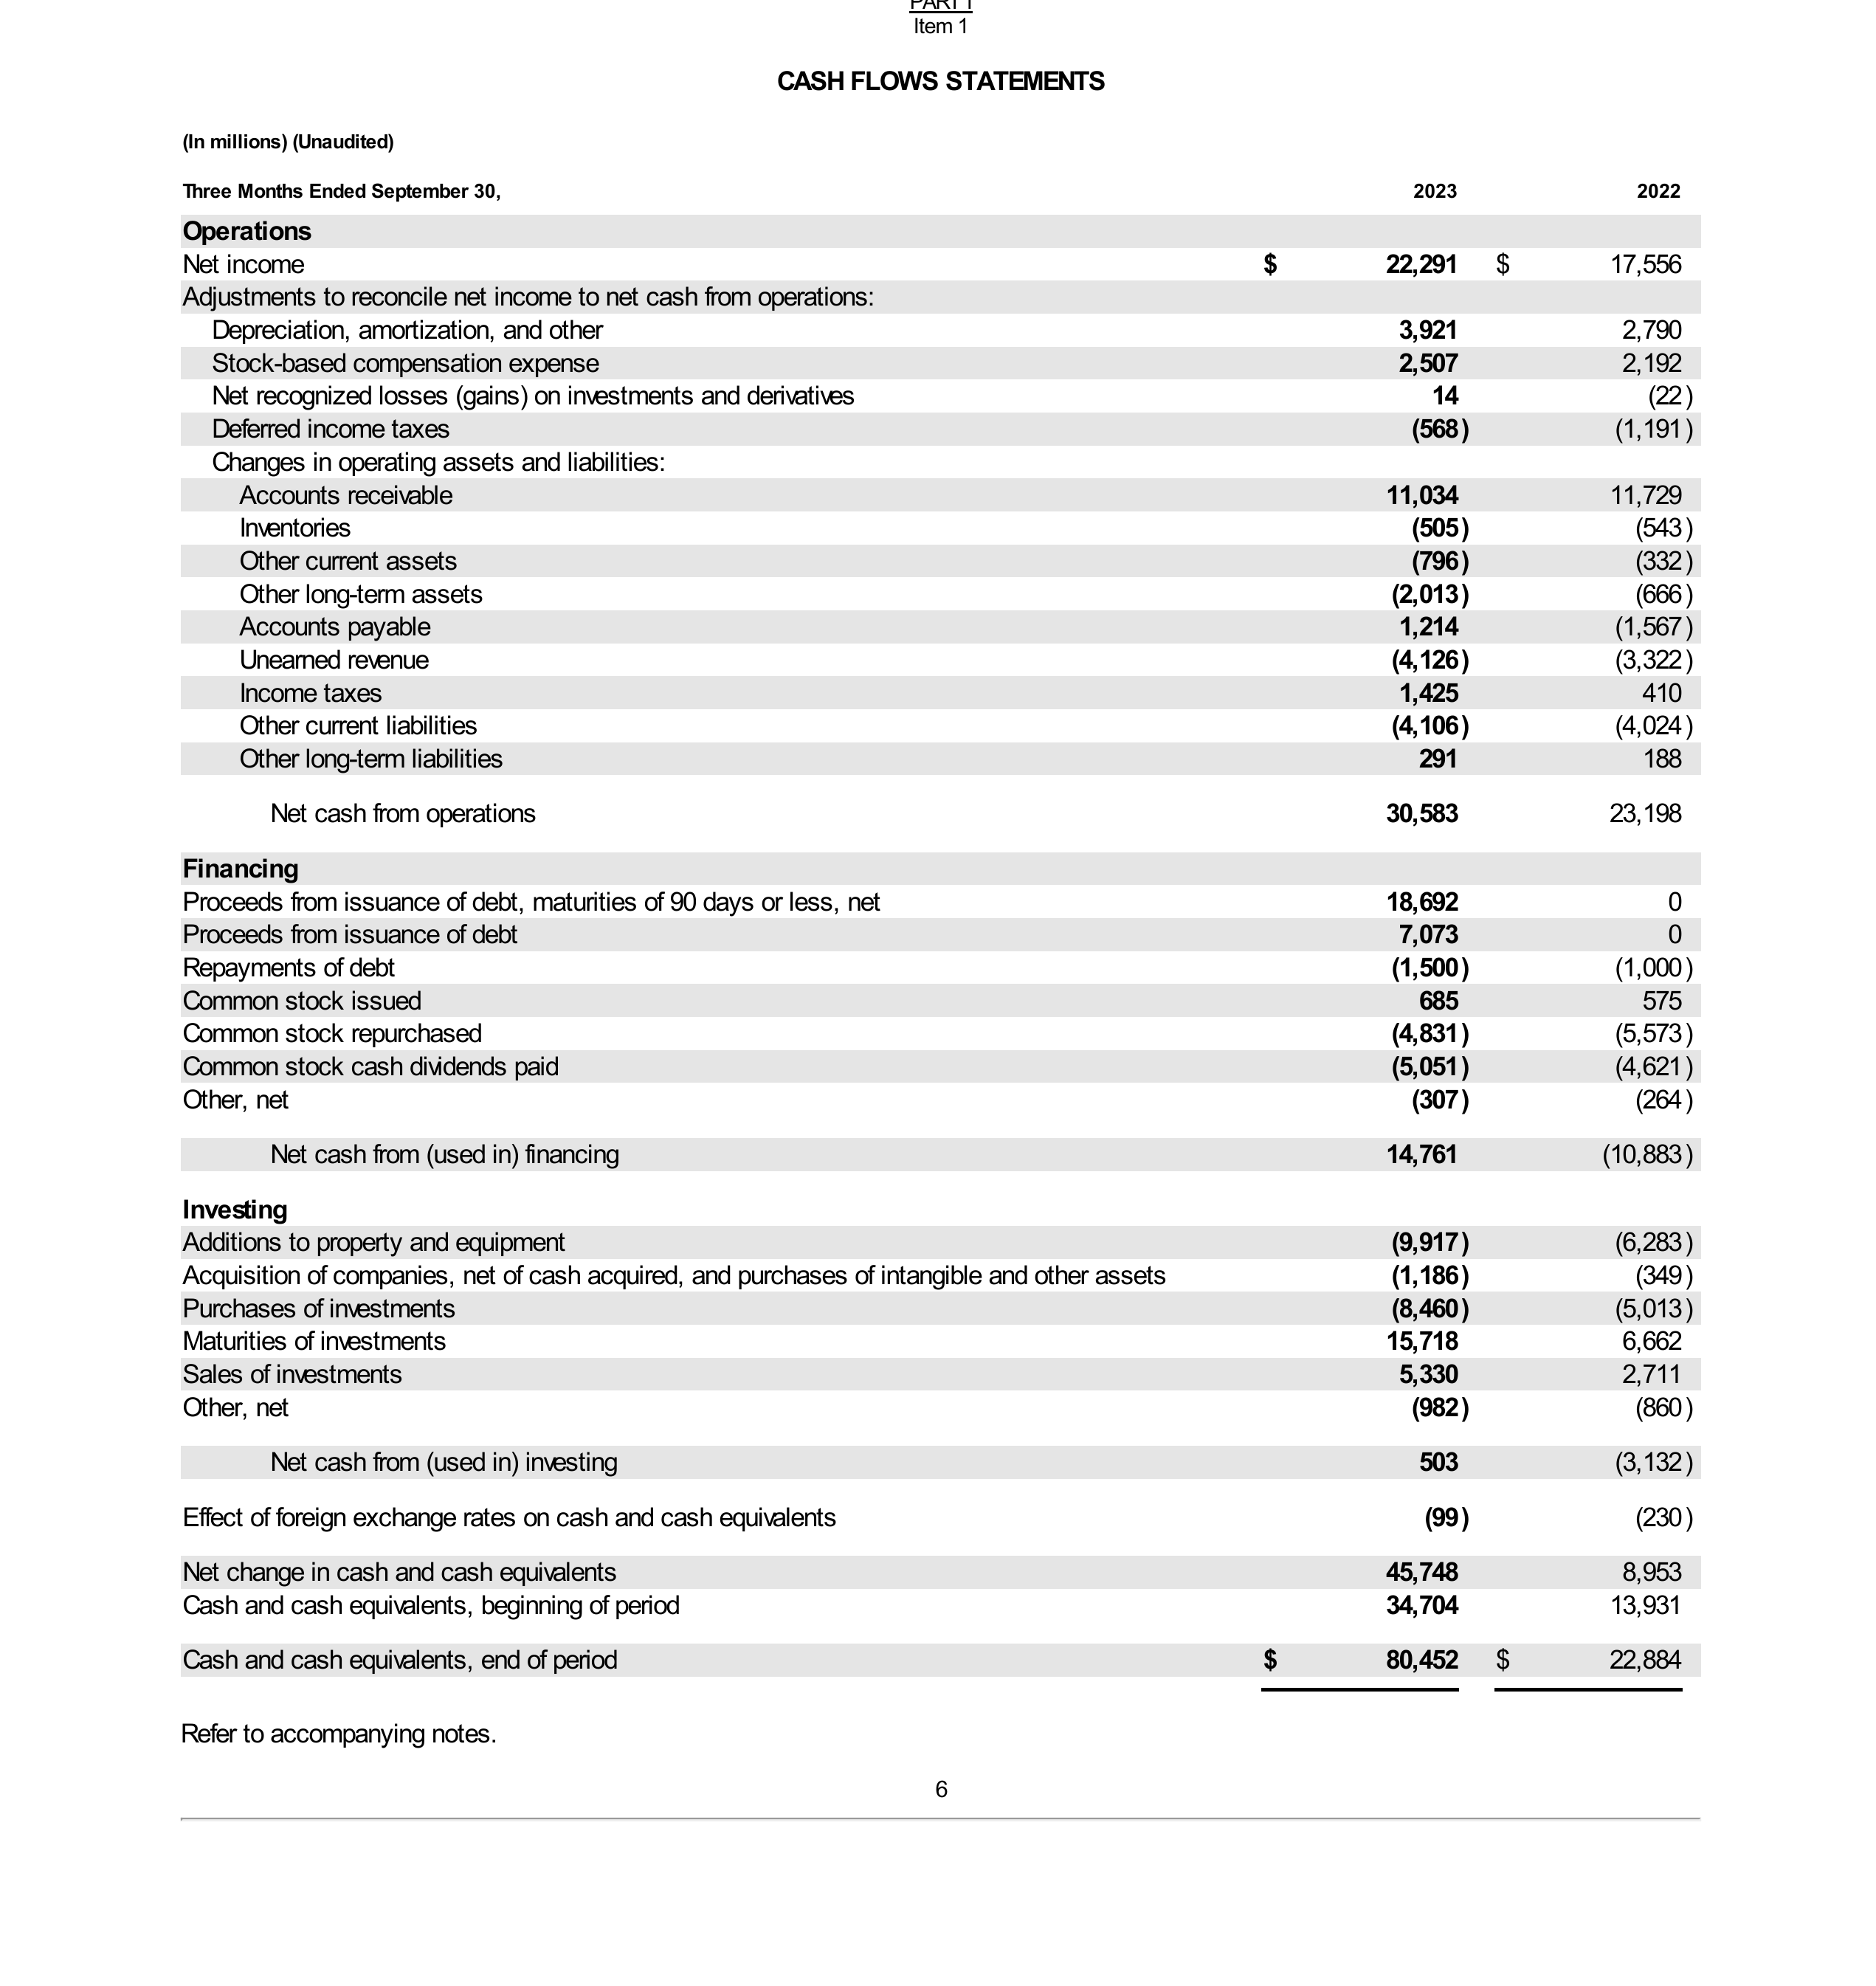 PART I
Item 1
CASH FLOWS STATEMENTS
(In millions) (Unaudited)
Three Months Ended September 30, 2023 2022
Operations
Net income $ 22,291 $ 17,556
Adjustments to reconcile net income to net cash from operations:
Depreciation, amortization, and other 3,921 2,790
Stock-based compensation expense 2,507 2,192
Net recognized losses (gains) on investments and derivatives 14 (22)
Deferred income taxes (568) (1,191)
Changes in operating assets and liabilities:
Accounts receivable 11,034 11,729
Inventories (505) (543)
Other current assets (796) (332)
Other long-term assets (2,013) (666)
Accounts payable 1,214 (1,567)
Unearned revenue (4,126) (3,322)
Income taxes 1,425 410
Other current liabilities (4,106) (4,024)
Other long-term liabilities 291 188
Net cash from operations 30,583 23,198
Financing
Proceeds from issuance of debt, maturities of 90 days or less, net 18,692 0
Proceeds from issuance of debt 7,073 0
Repayments of debt (1,500) (1,000)
Common stock issued 685 575
Common stock repurchased (4,831) (5,573)
Common stock cash dividends paid (5,051) (4,621)
Other, net (307) (264)
Net cash from (used in) financing 14,761 (10,883)
Investing
Additions to property and equipment (9,917) (6,283)
Acquisition of companies, net of cash acquired, and purchases of intangible and other assets (1,186) (349)
Purchases of investments (8,460) (5,013)
Maturities of investments 15,718 6,662
Sales of investments 5,330 2,711
Other, net (982) (860)
Net cash from (used in) investing 503 (3,132)
Effect of foreign exchange rates on cash and cash equivalents (99) (230)
Net change in cash and cash equivalents 45,748 8,953
Cash and cash equivalents, beginning of period 34,704 13,931
Cash and cash equivalents, end of period $ 80,452 $ 22,884
Refer to accompanying notes.
6